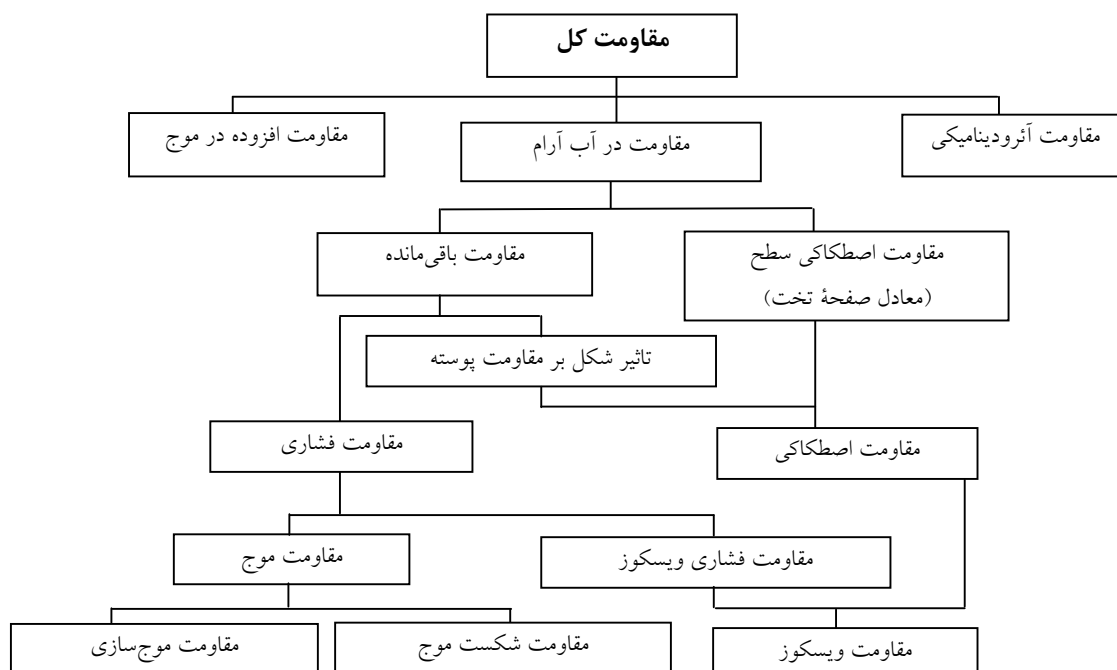 مقاومت کل
مقاومت آئرودینامیکی
مقاومت در آب آرام
مقاومت افزوده در موج
مقاومت اصطکاکی سطح
(معادل صفحهٔ تخت)
مقاومت باقی‌مانده
تاثیر شکل بر مقاومت پوسته
مقاومت اصطکاکی
مقاومت فشاری
مقاومت فشاری ویسکوز
مقاومت موج
مقاومت ویسکوز
مقاومت شکست موج
مقاومت موج‌سازی